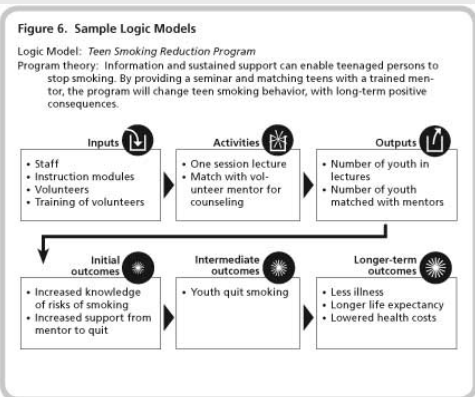 Figure 6. Sample Logic Models
Logic Model: Teen Smoking Reduction Program
Program theory: Information and sustained support can enable teenaged persons to
stop smoking. By providing a seminar and matching teens with a trained men-
tor, the program will change teen smoking behavior, with long-term positive
consequences.
Inputs
• Staff
• Instruction modules
• Volunteers
• Training of volunteers
Activities
• One session lecture
• Match with vol-
unteer mentor for
counseling
Outputs
• Number of youth in
lectures
• Number of youth
matched with mentors
Initial
outcomes
• Increased knowledge
of risks of smoking
• Increased support from
mentor to quit
Intermediate
outcomes
• Youth quit smoking
Longer-term
outcomes
• Less illness
• Longer life expectancy
• Lowered health costs